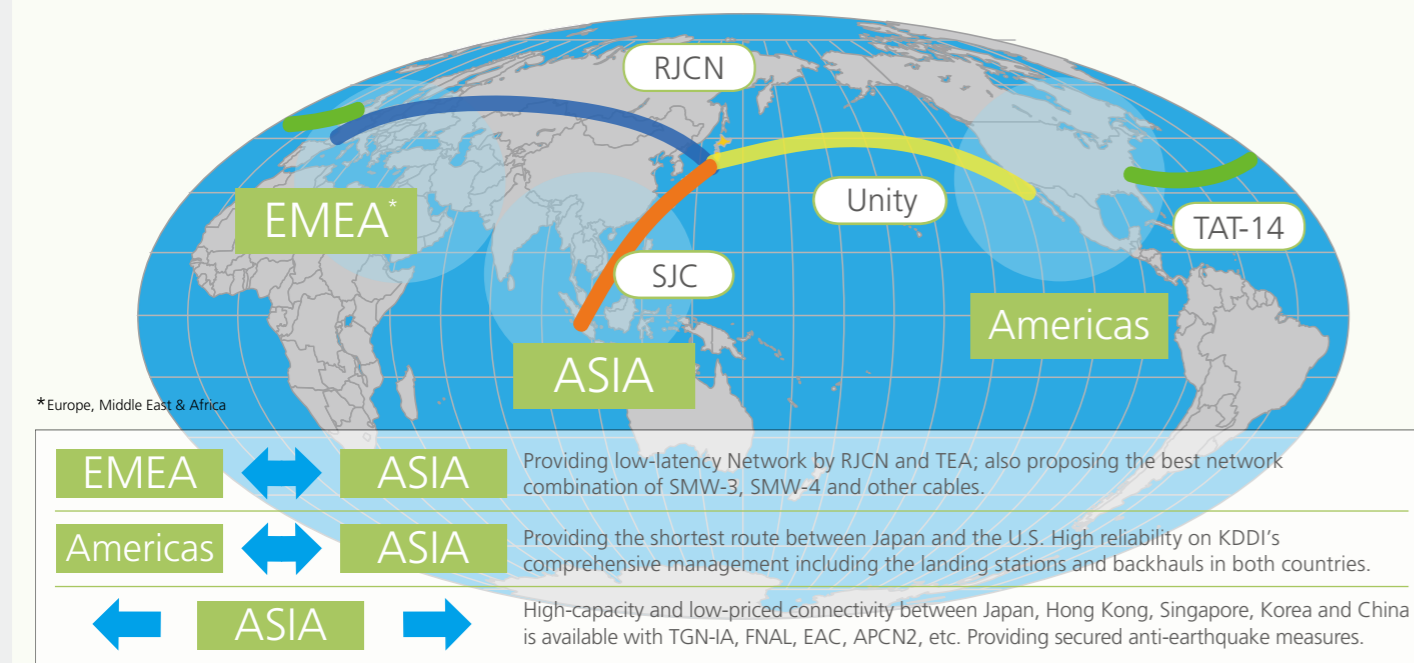 RJCN
Unity
TAT-14
EMEA*
SJC
Americas
ASIA
*Europe, Middle East & Africa
EMEA ASIA
Providing low-latency Network by RJCN and TEA; also proposing the best network
combination of SMW-3, SMW-4 and other cables.
Americas ASIA
Providing the shortest route between Japan and the U.S. High reliability on KDDI's
comprehensive management including the landing stations and backhauls in both countries.
ASIA
High-capacity and low-priced connectivity between Japan, Hong Kong, Singapore, Korea and China
is available with TGN-IA, FNAL, EAC, APCN2, etc. Providing secured anti-earthquake measures.